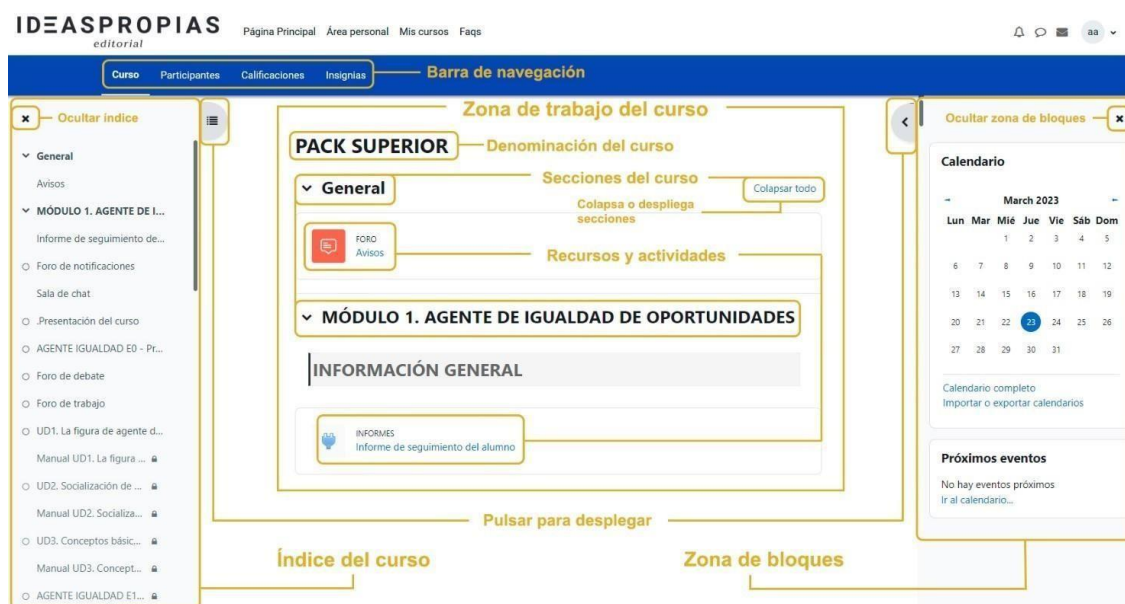 IDEASPROPIAS
editorial
Página Principal Área personal Mis cursos Faqs
aa
Curso Participantes Calificaciones Insignias
Barra de navegación
Ocultar indice
General
Avisos
MÓDULO 1. AGENTE DE I...
Informe de seguimiento de...
Foro de notificaciones
Sala de chat
.Presentación del curso
AGENTE IGUALDAD E0 - Pr...
Foro de debate
Foro de trabajo
UD1. La figura de agente d...
Manual UD1. La figura ...
UD2. Socialización de ...
Manual UD2. Socializa...
UD3. Conceptos básic...
Manual UD3. Concept...
AGENTE IGUALDAD E1...
Zona de trabajo del curso
PACK SUPERIOR
Denominación del curso
General
Secciones del curso
Colapsar todo
Colapsa o despliega
secciones
FORO
Avisos
Recursos y actividades
MÓDULO 1. AGENTE DE IGUALDAD DE OPORTUNIDADES
INFORMACIÓN GENERAL
INFORMES
Informe de seguimiento del alumno
Pulsar para desplegar
Índice del curso
Zona de bloques
Ocultar zona de bloques
Calendario
March 2023
Lun Mar Mié Jue Vie Sáb Dom
1 2 3 4 5
6 7 8 9 10 11 12
13 14 15 16 17 18 19
20 21 22 23 24 25 26
27 28 29 30 31
Calendario completo
Importar o exportar calendarios
Próximos eventos
No hay eventos próximos
Ir al calendario...